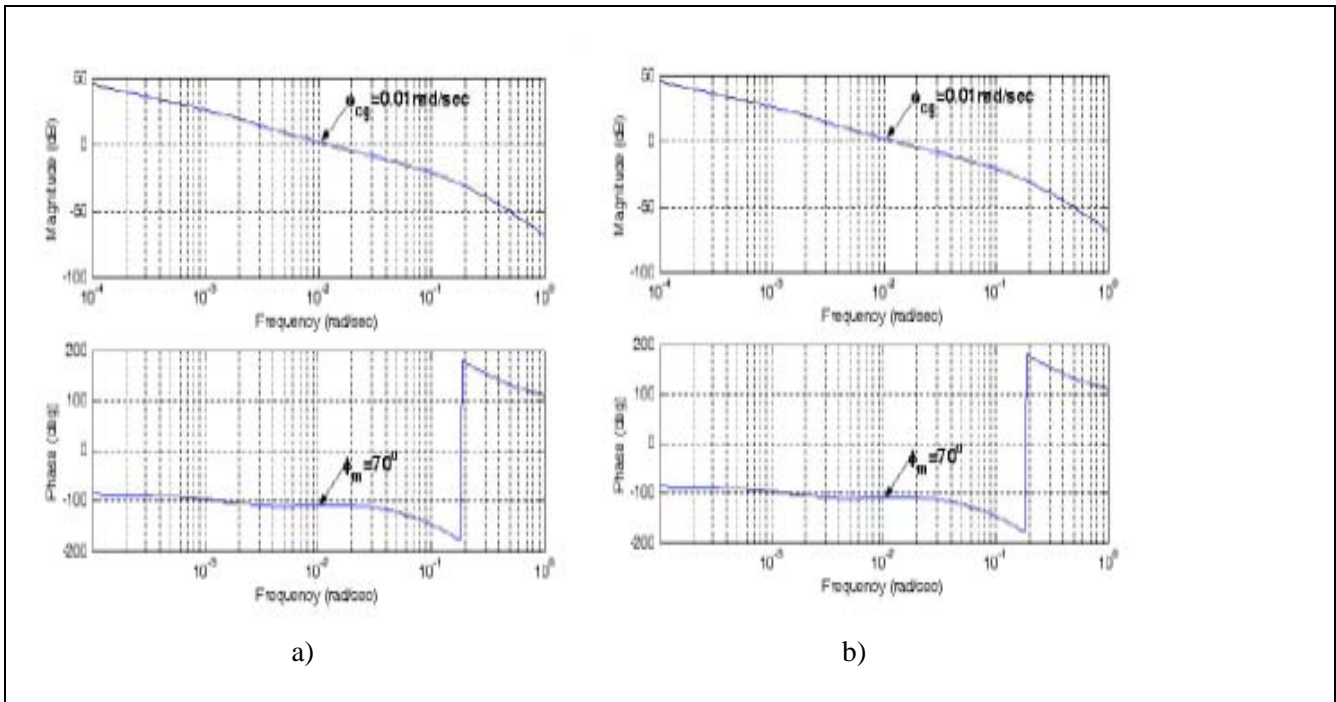 50
0
-50
-100
Magnitude (dB)
ω_cg=0.01 rad/sec
10^-4 10^-3 10^-2 10^-1 10^0
Frequency (rad/sec)
200
100
0
-100
-200
Phase (deg)
ϕ_m=70^0
10^-3 10^-2 10^-1 10^0
Frequency (rad/sec)
a)
50
0
-50
-100
Magnitude (dB)
ω_cg=0.01 rad/sec
10^-4 10^-3 10^-2 10^-1 10^0
Frequency (rad/sec)
200
100
0
-100
-200
Phase (deg)
ϕ_m=70^0
10^-3 10^-2 10^-1 10^0
Frequency (rad/sec)
b)